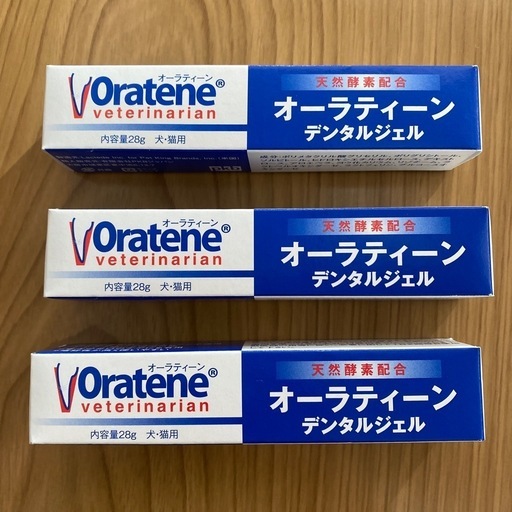 オーラティーン
Oratene®
veterinarian
内容量28g 犬・猫用
天然酵素配合
オーラティーン
デンタルジェル
オーラティーン
Oratene®
veterinarian
内容量28g 犬・猫用
天然酵素配合
オーラティーン
デンタルジェル
オーラティーン
Oratene®
veterinarian
内容量28g 犬・猫用
天然酵素配合
オーラティーン
デンタルジェル